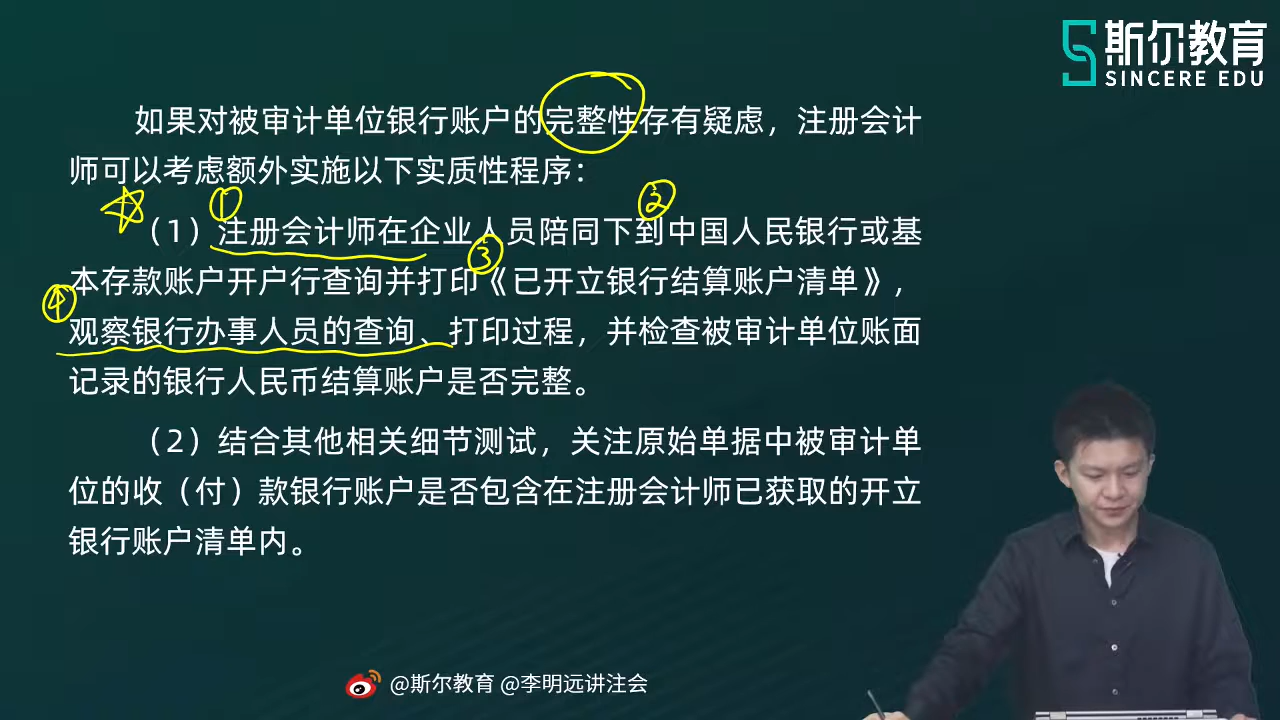 斯尔教育
SINCERE EDU
如果对被审计单位银行账户的完整性存有疑虑，注册会计
师可以考虑额外实施以下实质性程序：
① ②
（1）注册会计师在企业人员陪同下到中国人民银行或基
③
本存款账户开户行查询并打印《已开立银行结算账户清单》，
④
观察银行办事人员的查询、打印过程，并检查被审计单位账面
记录的银行人民币结算账户是否完整。
（2）结合其他相关细节测试，关注原始单据中被审计单
位的收（付）款银行账户是否包含在注册会计师已获取的开立
银行账户清单内。
@斯尔教育 @李明远讲注会